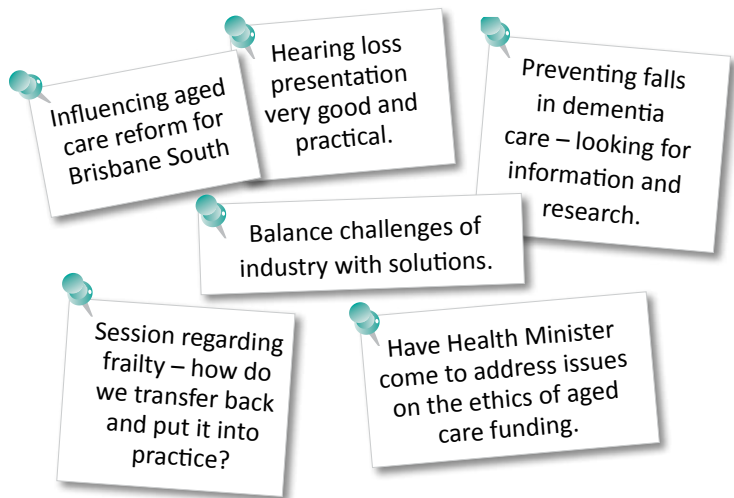 Influencing aged
care reform for
Brisbane South
Hearing loss
presentation
very good and
practical.
Preventing falls
in dementia
care – looking for
information and
research.
Balance challenges of
industry with solutions.
Session regarding
frailty – how do
we transfer back
and put it into
practice?
Have Health Minister
come to address issues
on the ethics of aged
care funding.